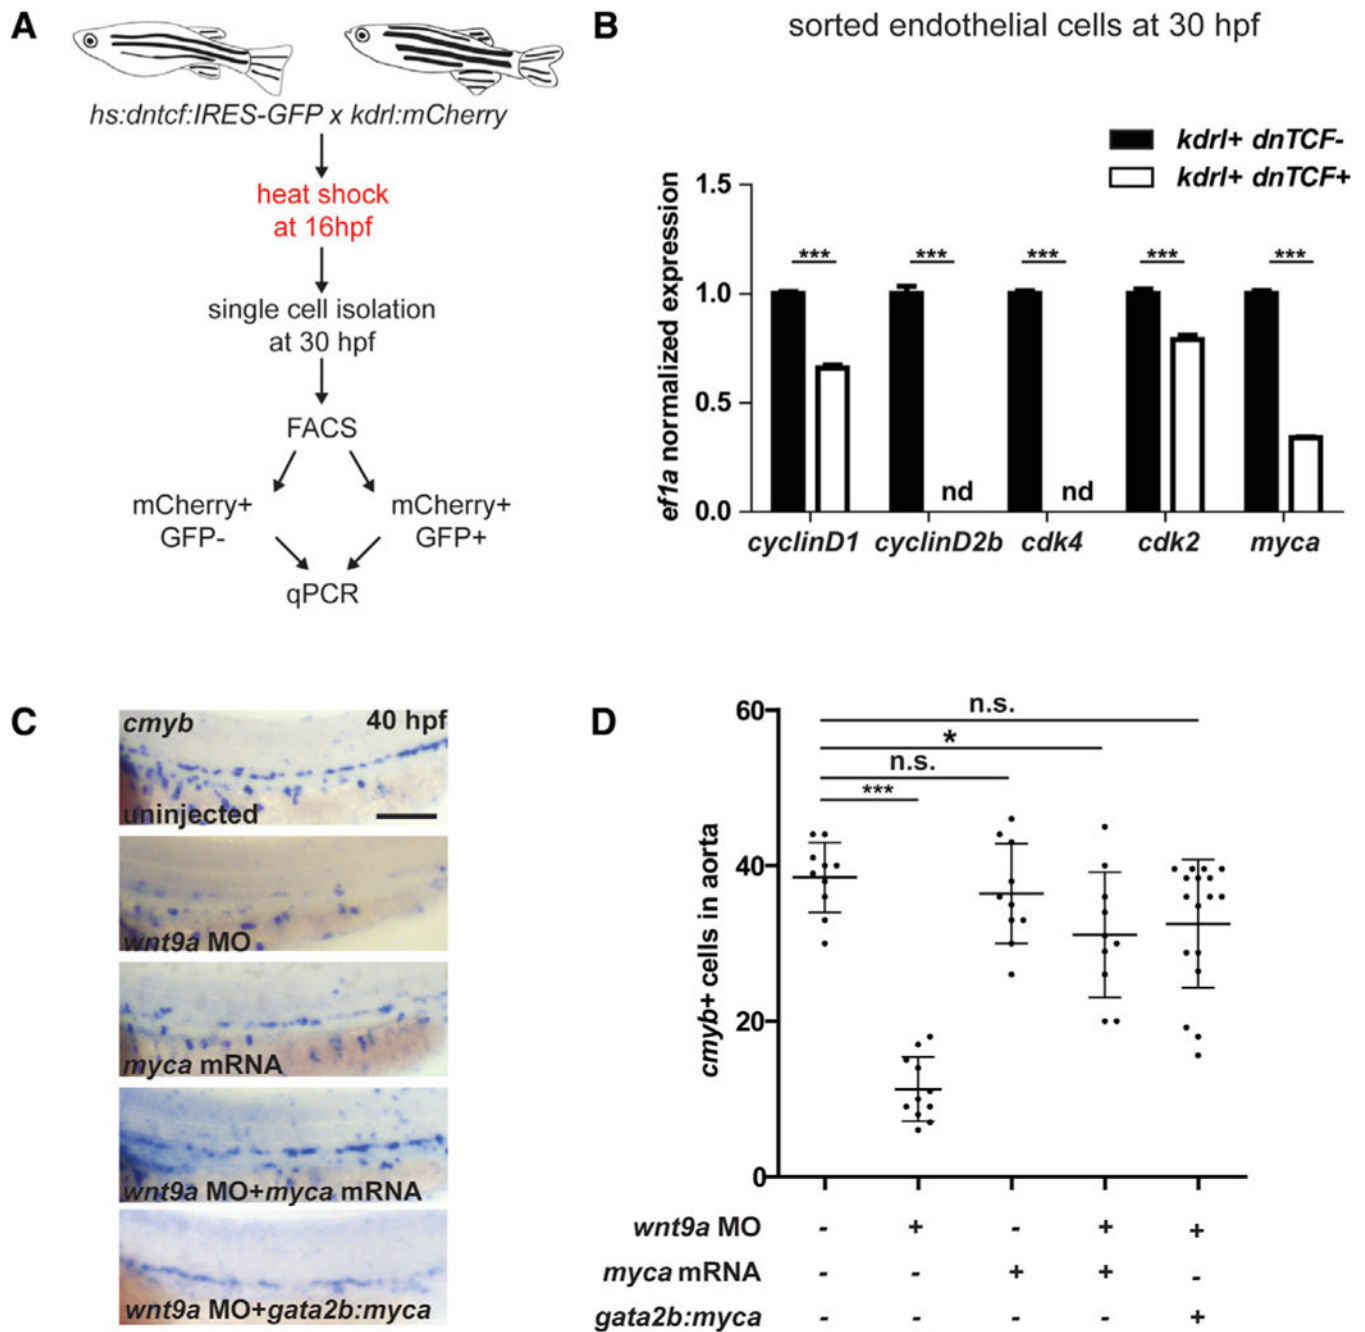 A
hs:dntcf:IRES-GFP x kdrl:mCherry
heat shock
at 16hpf
single cell isolation
at 30 hpf
FACS
mCherry+
GFP-
mCherry+
GFP+
qPCR
B
sorted endothelial cells at 30 hpf
kdrl+ dnTCF-
kdrl+ dnTCF+
ef1a normalized expression
1.5
1.0
0.5
0.0
*** *** *** *** ***
nd nd
cyclinD1 cyclinD2b cdk4 cdk2 myca
C
cmyb 40 hpf
uninjected
wnt9a MO
myca mRNA
wnt9a MO+myca mRNA
wnt9a MO+gata2b:myca
D
cmyb+ cells in aorta
60
40
20
0
n.s.
*
n.s.
***
wnt9a MO - + - + +
myca mRNA - - + + -
gata2b:myca - - - - +